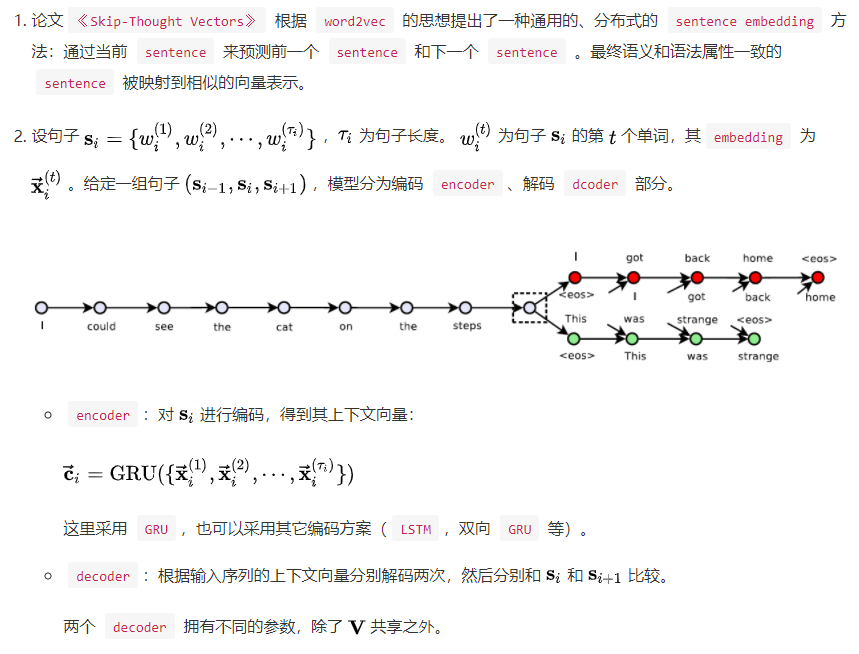 1. 论文 《Skip-Thought Vectors》 根据 word2vec 的思想提出了一种通用的、分布式的 sentence embedding 方
法：通过当前 sentence 来预测前一个 sentence 和下一个 sentence 。最终语义和语法属性一致的
sentence 被映射到相似的向量表示。
2. 设句子 $\mathbf{s}_i = \{w_i^{(1)}, w_i^{(2)}, \cdots, w_i^{(\tau_i)}\}$ ，$\tau_i$ 为句子长度。 $w_i^{(t)}$ 为句子 $\mathbf{s}_i$ 的第 $t$ 个单词，其 embedding 为
$\vec{\mathbf{x}}_i^{(t)}$ 。给定一组句子 $(\mathbf{s}_{i-1}, \mathbf{s}_i, \mathbf{s}_{i+1})$ ，模型分为编码 encoder 、解码 dcoder 部分。
I got back home <eos>
<eos> I got back home
I could see the cat on the steps
This was strange <eos>
<eos> This was strange
encoder ：对 $\mathbf{s}_i$ 进行编码，得到其上下文向量：
$\vec{\mathbf{c}}_i = \text{GRU}(\{\vec{\mathbf{x}}_i^{(1)}, \vec{\mathbf{x}}_i^{(2)}, \cdots, \vec{\mathbf{x}}_i^{(\tau_i)}\})$
这里采用 GRU ，也可以采用其它编码方案（ LSTM ，双向 GRU 等）。
decoder ：根据输入序列的上下文向量分别解码两次，然后分别和 $\mathbf{s}_i$ 和 $\mathbf{s}_{i+1}$ 比较。
两个 decoder 拥有不同的参数，除了 $\mathbf{V}$ 共享之外。